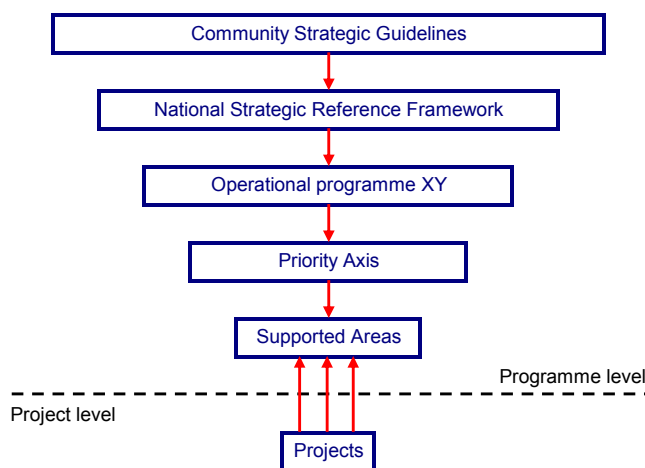 Community Strategic Guidelines
National Strategic Reference Framework
Operational programme XY
Priority Axis
Supported Areas
Programme level
Project level
Projects